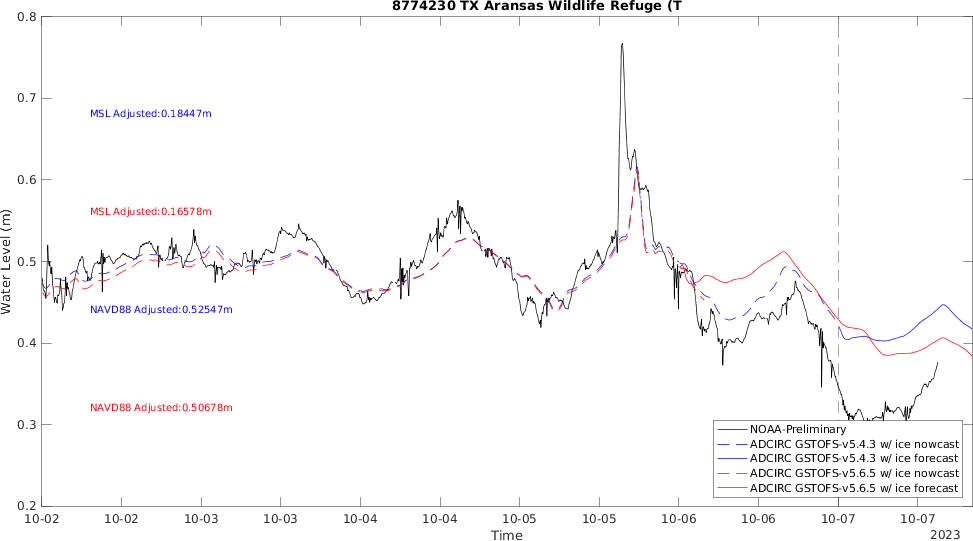 8774230 TX Aransas Wildlife Refuge (T
0.8
0.7
0.6
0.5
0.4
0.3
0.2
Water Level (m)
MSL Adjusted:0.18447m
MSL Adjusted:0.16578m
NAVD88 Adjusted:0.52547m
NAVD88 Adjusted:0.50678m
NOAA-Preliminary
ADCIRC GSTOFS-v5.4.3 w/ ice nowcast
ADCIRC GSTOFS-v5.4.3 w/ ice forecast
ADCIRC GSTOFS-v5.6.5 w/ ice nowcast
ADCIRC GSTOFS-v5.6.5 w/ ice forecast
10-02 10-02 10-03 10-03 10-04 10-04 10-05 10-05 10-06 10-06 10-07 10-07
Time 2023